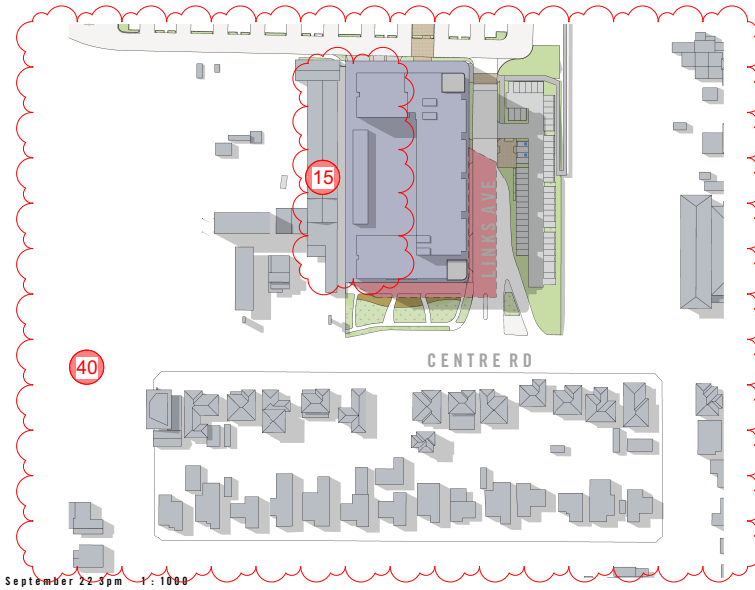 15
LINKS AVE
CENTRE RD
40
September 22 3pm 1:1000